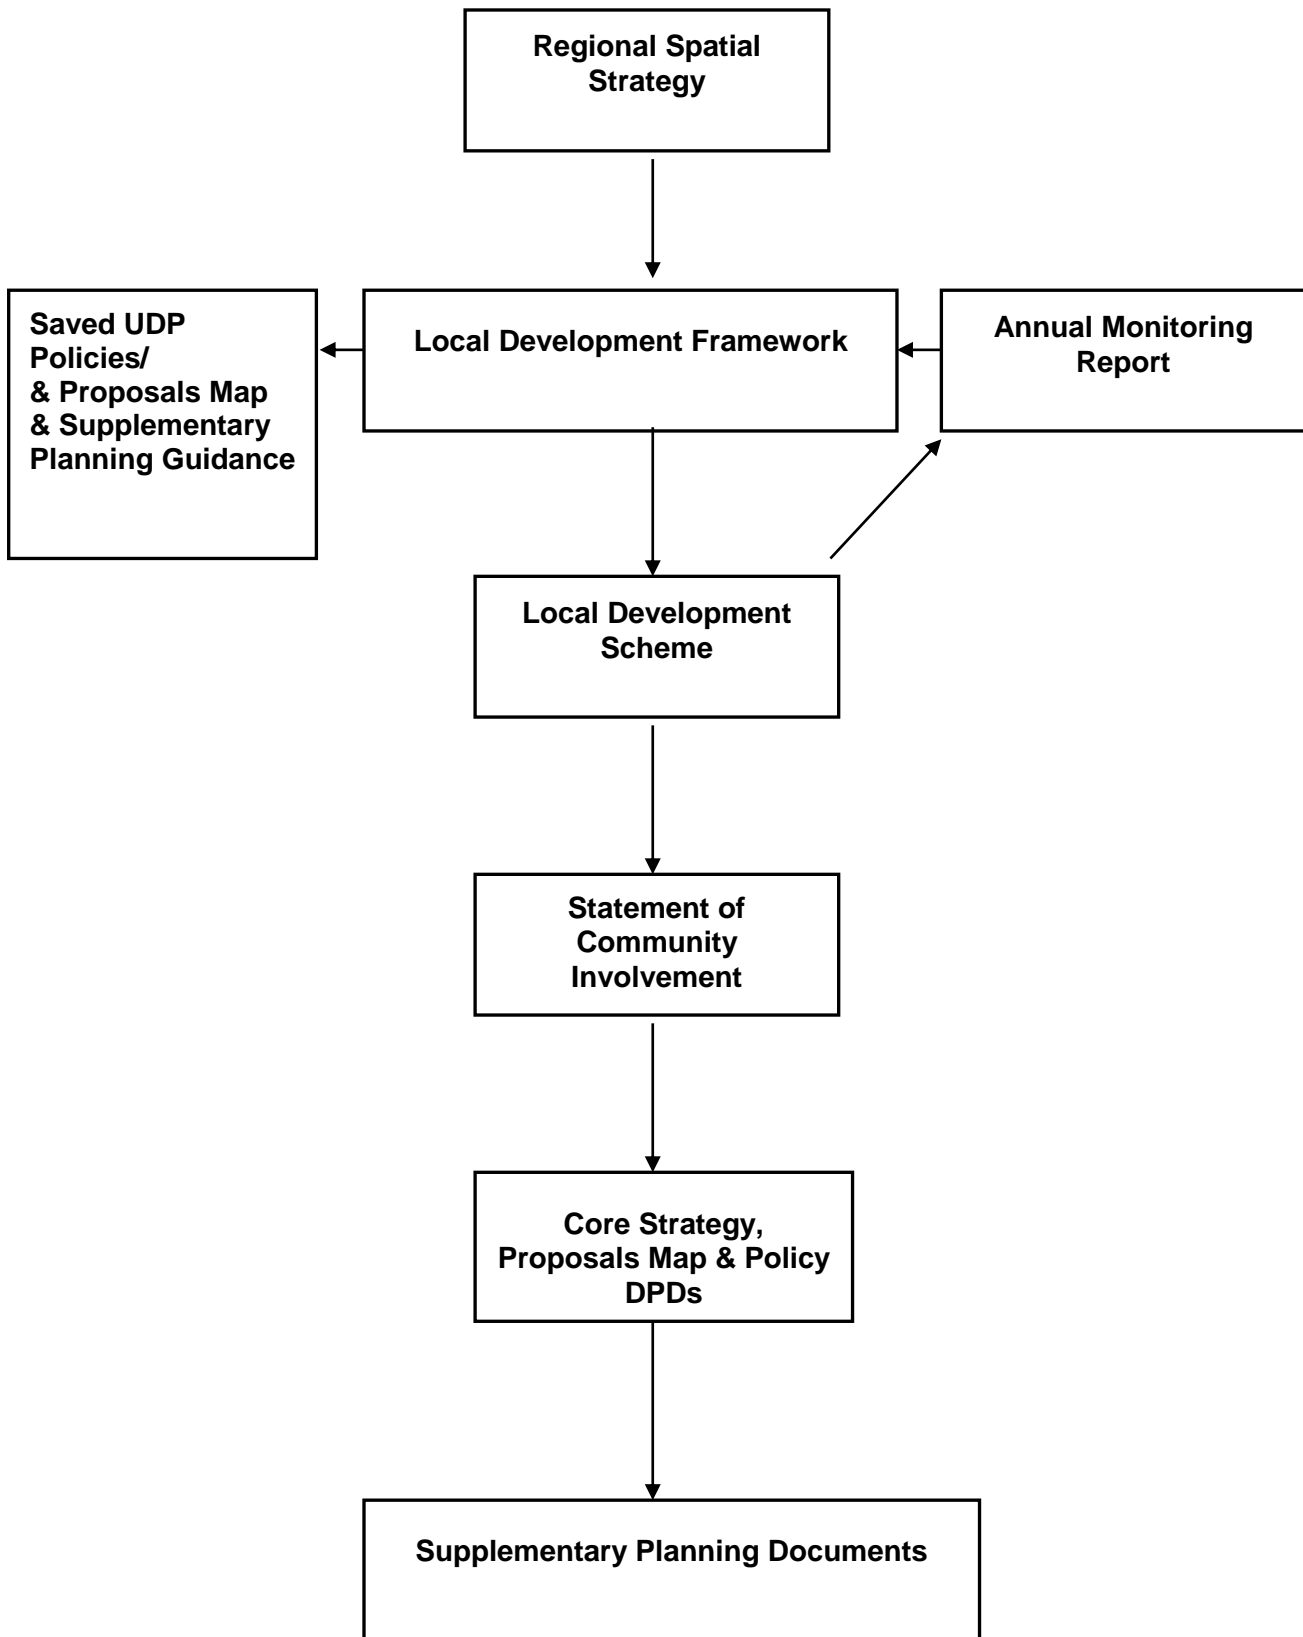 Regional Spatial
Strategy
Saved UDP
Policies/
& Proposals Map
& Supplementary
Planning Guidance
Local Development Framework
Annual Monitoring
Report
Local Development
Scheme
Statement of
Community
Involvement
Core Strategy,
Proposals Map & Policy
DPDs
Supplementary Planning Documents